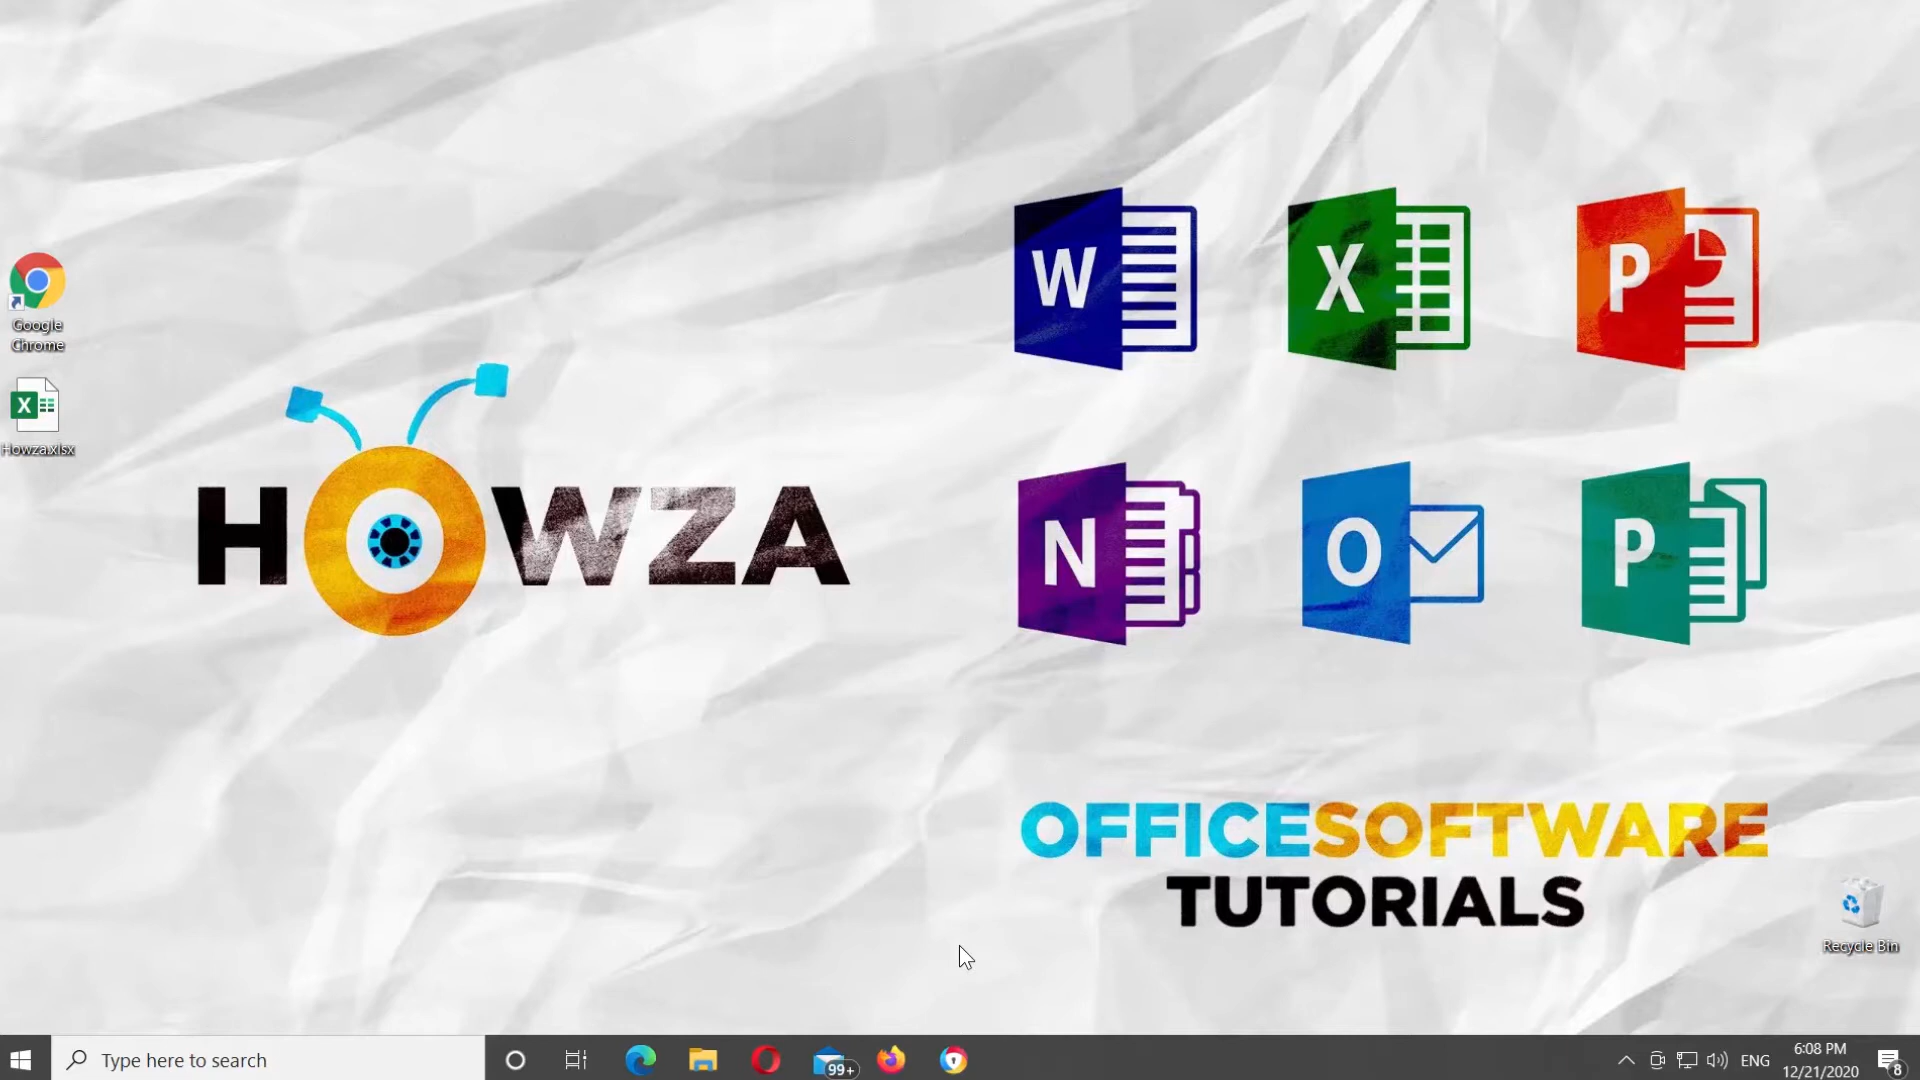 Google
Chrome
Howza.xlsx
HOWZA
W
X
P
N
O
P
OFFICESOFTWARE
TUTORIALS
Recycle Bin
Type here to search
99+
ENG
6:08 PM
12/21/2020
8